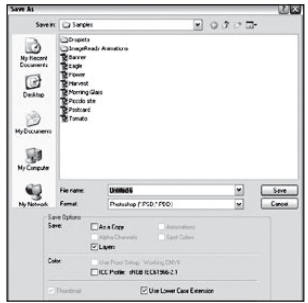 Save As
Save in: Samples
Droplets
ImageReady Animations
Banner
Eagle
Flower
Harvest
Morning Glass
Postcard
Tomato
My Recent
Documents
Desktop
My Documents
My Computer
My Network
File name: Untitled
Save
Format: Photoshop (*.PSD;*.PDD)
Cancel
Save Options
Save: As a Copy Annotations
Alpha Channels Spot Colors
Layers
Color: Use Proof Setup: Working CMYK
ICC Profile: sRGB IEC61966-2.1
Thumbnail Use Lower Case Extension